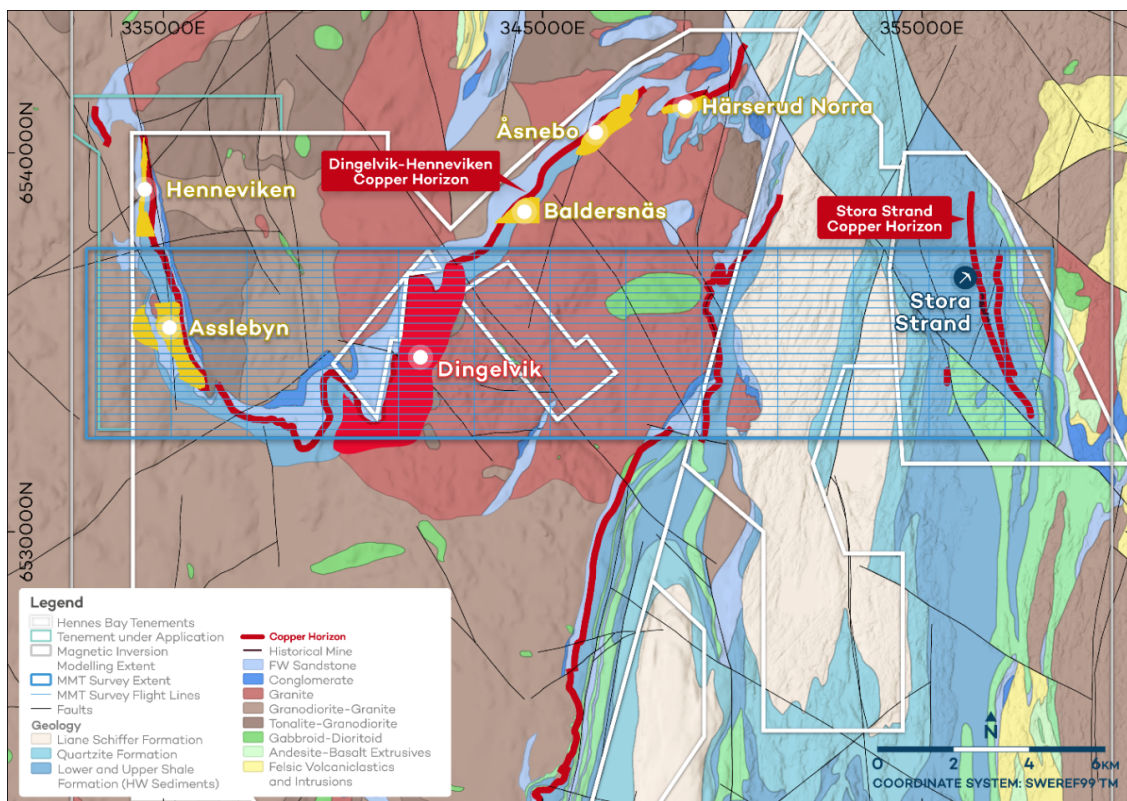 335000E
345000E
355000E
6540000N
6530000N
Härserud Norra
Åsnebo
Dingelvik-Henneviken
Copper Horizon
Henneviken
Baldersnäs
Stora Strand
Copper Horizon
Stora
Strand
Asslebyn
Dingelvik
Legend
Hennes Bay Tenements
Tenement under Application
Magnetic Inversion
Modelling Extent
MMT Survey Extent
MMT Survey Flight Lines
Faults
Geology
Liane Schiffer Formation
Quartzite Formation
Lower and Upper Shale
Formation (HW Sediments)
Copper Horizon
Historical Mine
FW Sandstone
Conglomerate
Granite
Granodiorite-Granite
Tonalite-Granodiorite
Gabbroid-Dioritoid
Andesite-Basalt Extrusives
Felsic Volcaniclastics
and Intrusions
N
0 2 4 6KM
COORDINATE SYSTEM: SWEREF99 TM